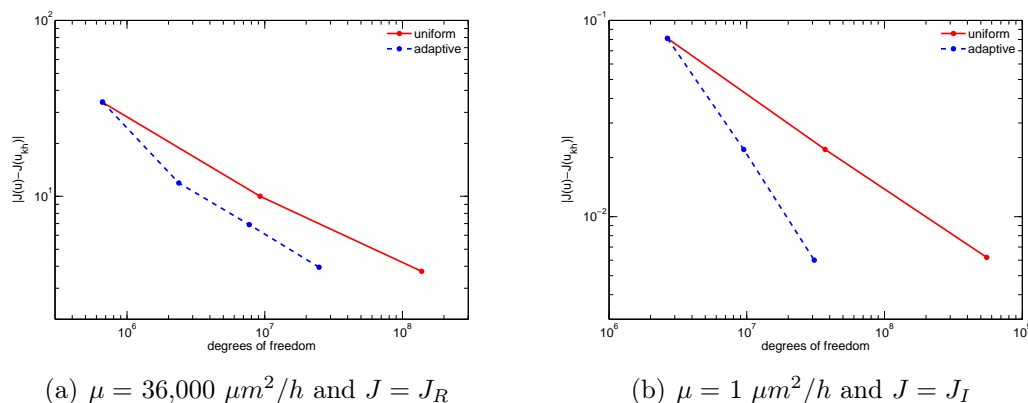 10²
10¹
|J(u)−J(u_kh)|
uniform
adaptive
10⁶
10⁷
10⁸
degrees of freedom
(a) μ = 36,000 μm²/h and J = J_R
10⁻¹
10⁻²
|J(u)−J(u_kh)|
uniform
adaptive
10⁶
10⁷
10⁸
10⁹
degrees of freedom
(b) μ = 1 μm²/h and J = J_I